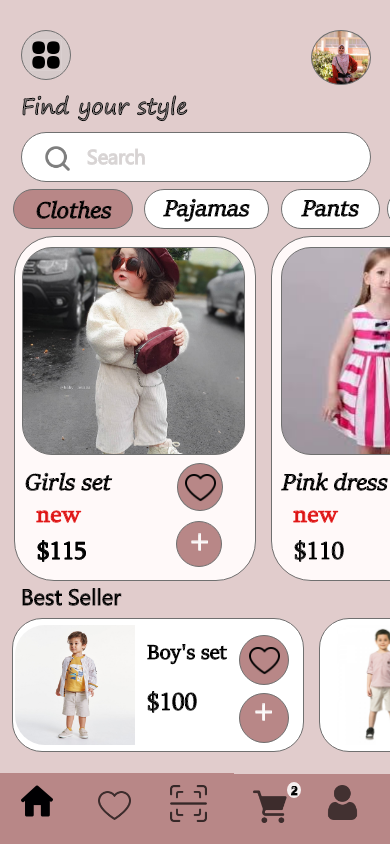 Find your style
Search
Clothes
Pajamas
Pants
Girls set
new
$115
Pink dress
new
$110
Best Seller
Boy's set
$100
2